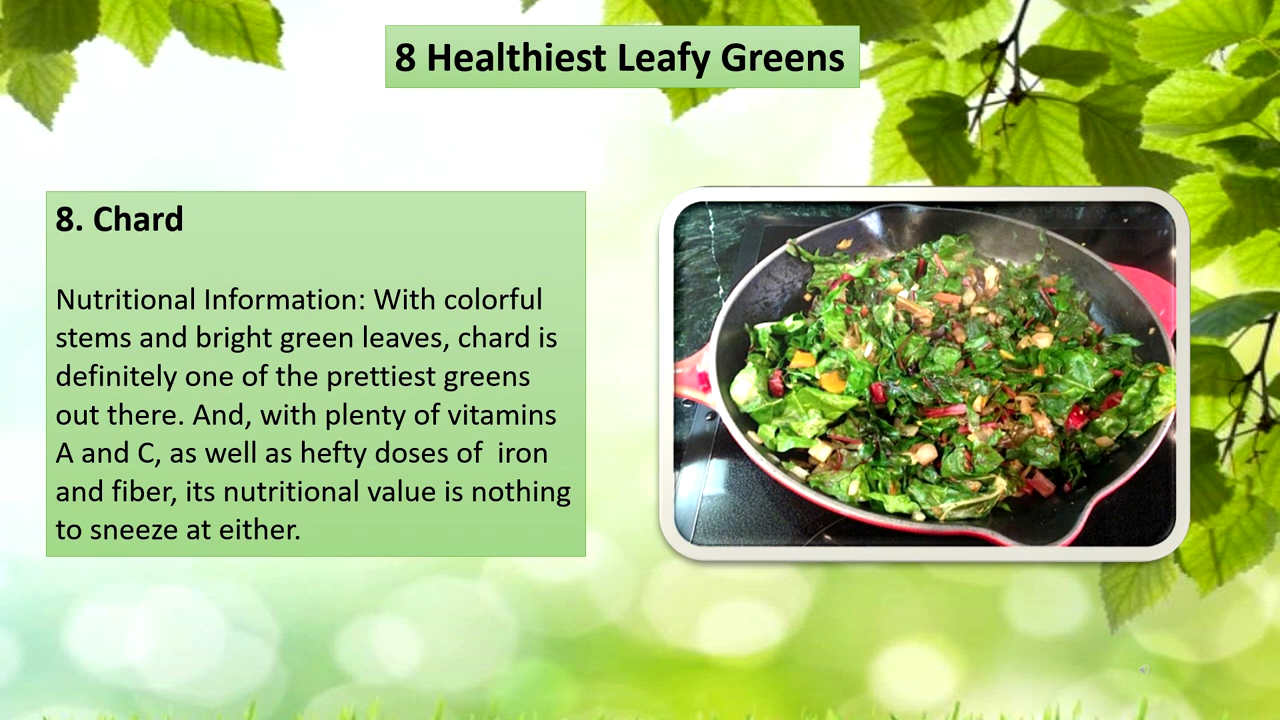 8 Healthiest Leafy Greens
8. Chard
Nutritional Information: With colorful
stems and bright green leaves, chard is
definitely one of the prettiest greens
out there. And, with plenty of vitamins
A and C, as well as hefty doses of  iron
and fiber, its nutritional value is nothing
to sneeze at either.